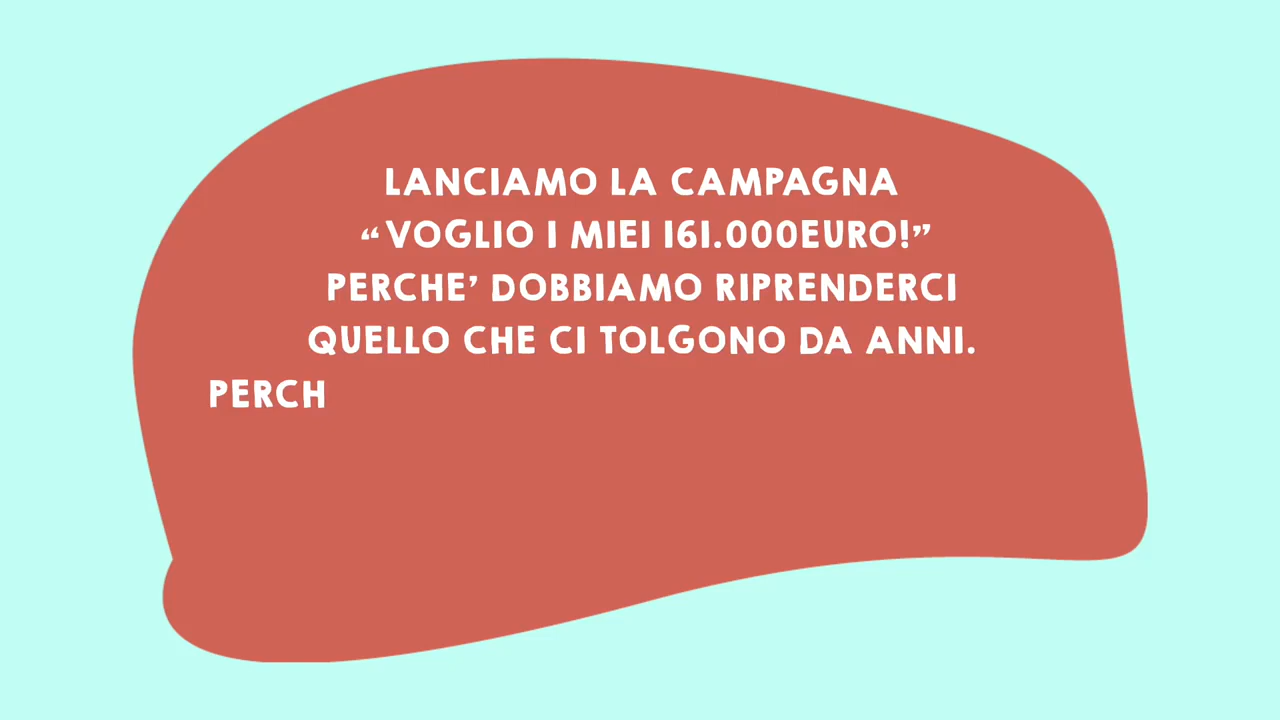 LANCIAMO LA CAMPAGNA
“VOGLIO I MIEI 161.000EURO!”
PERCHE’ DOBBIAMO RIPRENDERCI
QUELLO CHE CI TOLGONO DA ANNI.
PERCH